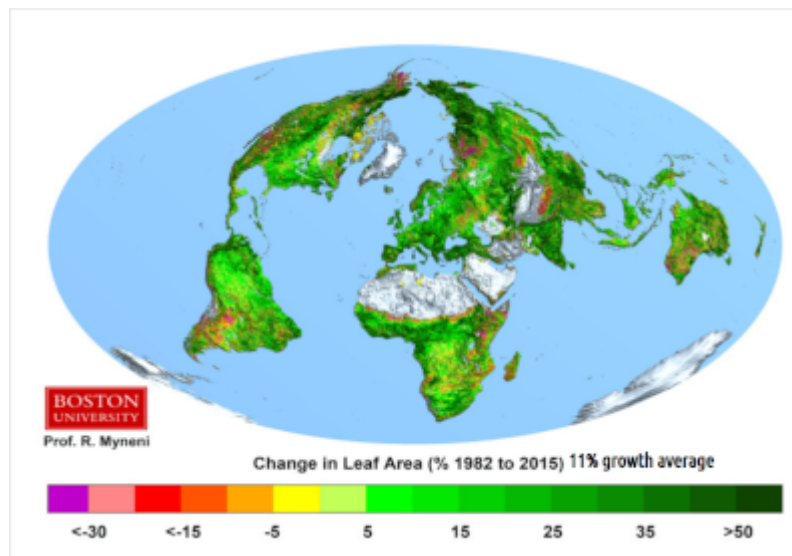 BOSTON
UNIVERSITY
Prof. R. Myneni
Change in Leaf Area (% 1982 to 2015) 11% growth average
<-30 <-15 -5 5 15 25 35 >50